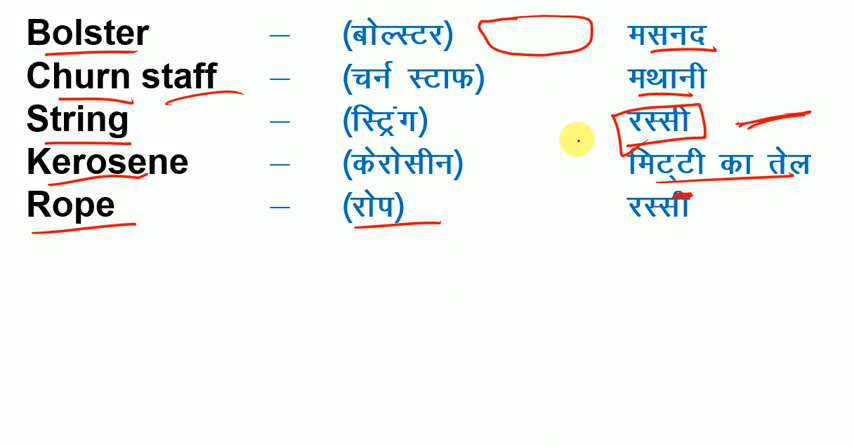 Bolster – (बोल्स्टर) मसनद
Churn staff – (चर्न स्टाफ) मथानी
String – (स्ट्रिंग) रस्सी
Kerosene – (केरोसीन) मिट्टी का तेल
Rope – (रोप) रस्सी